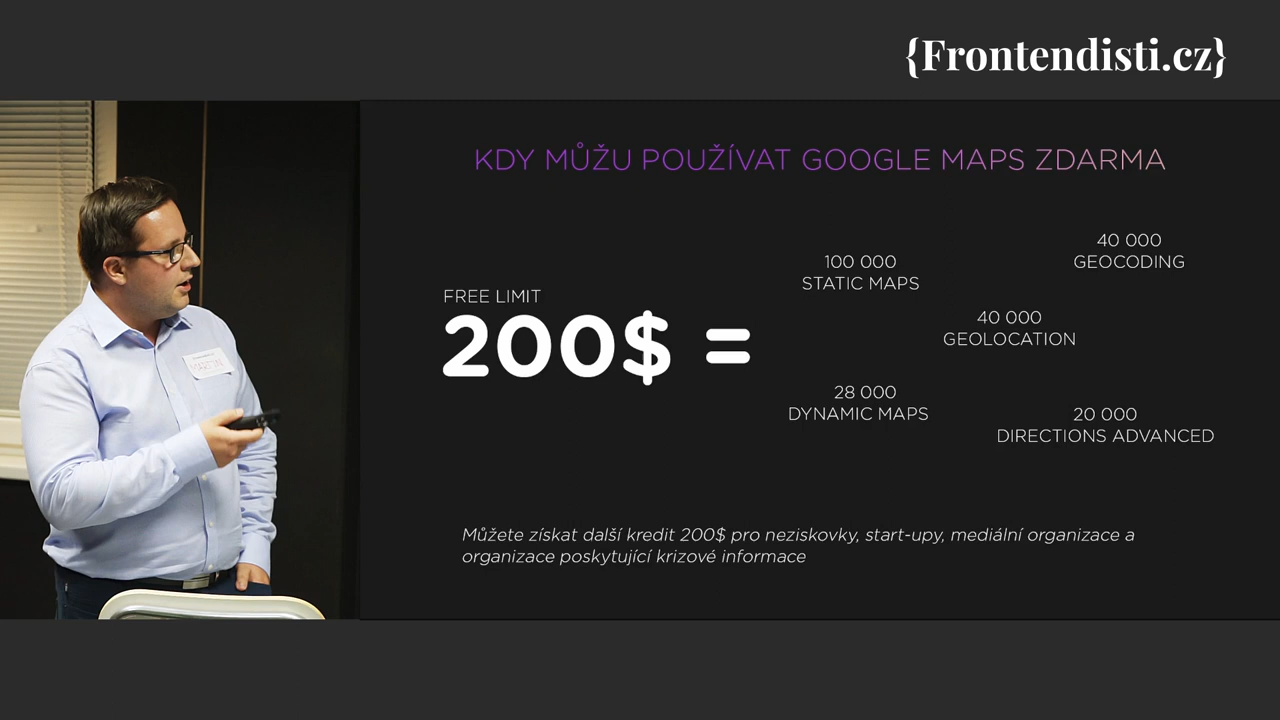 {Frontendisti.cz}
KDY MŮŽU POUŽÍVAT GOOGLE MAPS ZDARMA
FREE LIMIT
200$ =
100 000
STATIC MAPS
40 000
GEOCODING
40 000
GEOLOCATION
28 000
DYNAMIC MAPS
20 000
DIRECTIONS ADVANCED
Můžete získat další kredit 200$ pro neziskovky, start-upy, mediální organizace a
organizace poskytující krizové informace